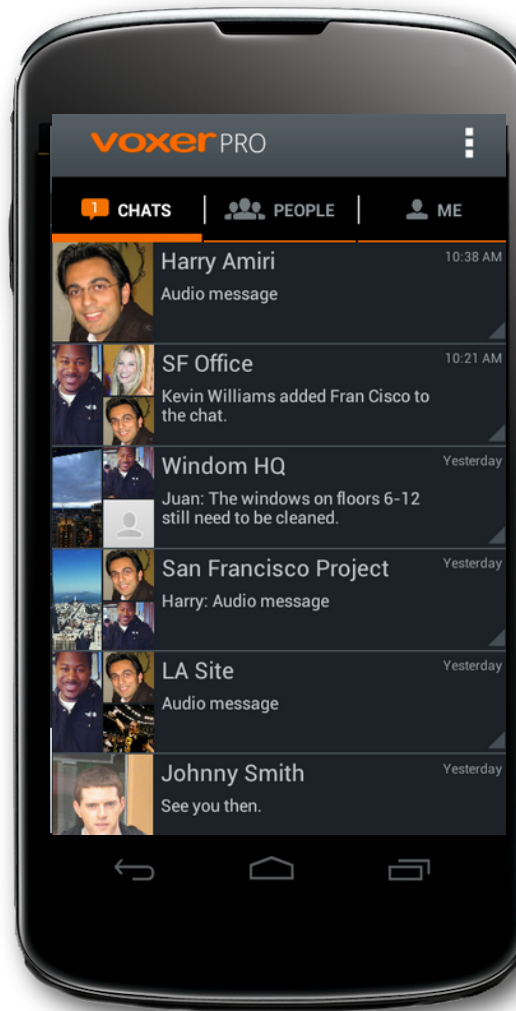 voxer PRO
1 CHATS PEOPLE ME
Harry Amiri 10:38 AM
Audio message
SF Office 10:21 AM
Kevin Williams added Fran Cisco to
the chat.
Windom HQ Yesterday
Juan: The windows on floors 6-12
still need to be cleaned.
San Francisco Project Yesterday
Harry: Audio message
LA Site Yesterday
Audio message
Johnny Smith Yesterday
See you then.